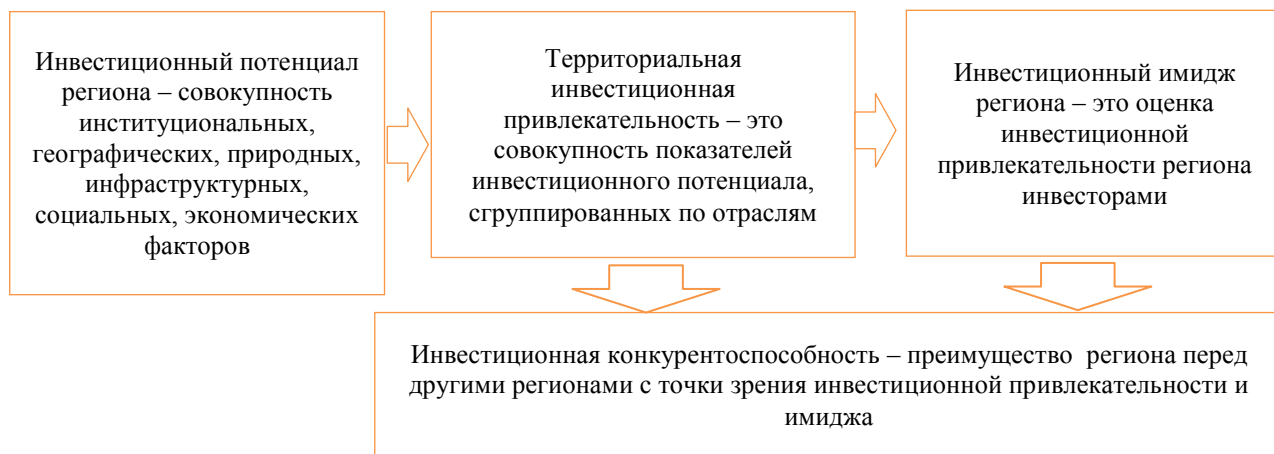 Инвестиционный потенциал
региона – совокупность
институциональных,
географических, природных,
инфраструктурных,
социальных, экономических
факторов
Территориальная
инвестиционная
привлекательность – это
совокупность показателей
инвестиционного потенциала,
сгруппированных по отраслям
Инвестиционный имидж
региона – это оценка
инвестиционной
привлекательности региона
инвесторами
Инвестиционная конкурентоспособность – преимущество  региона перед
другими регионами с точки зрения инвестиционной привлекательности и
имиджа